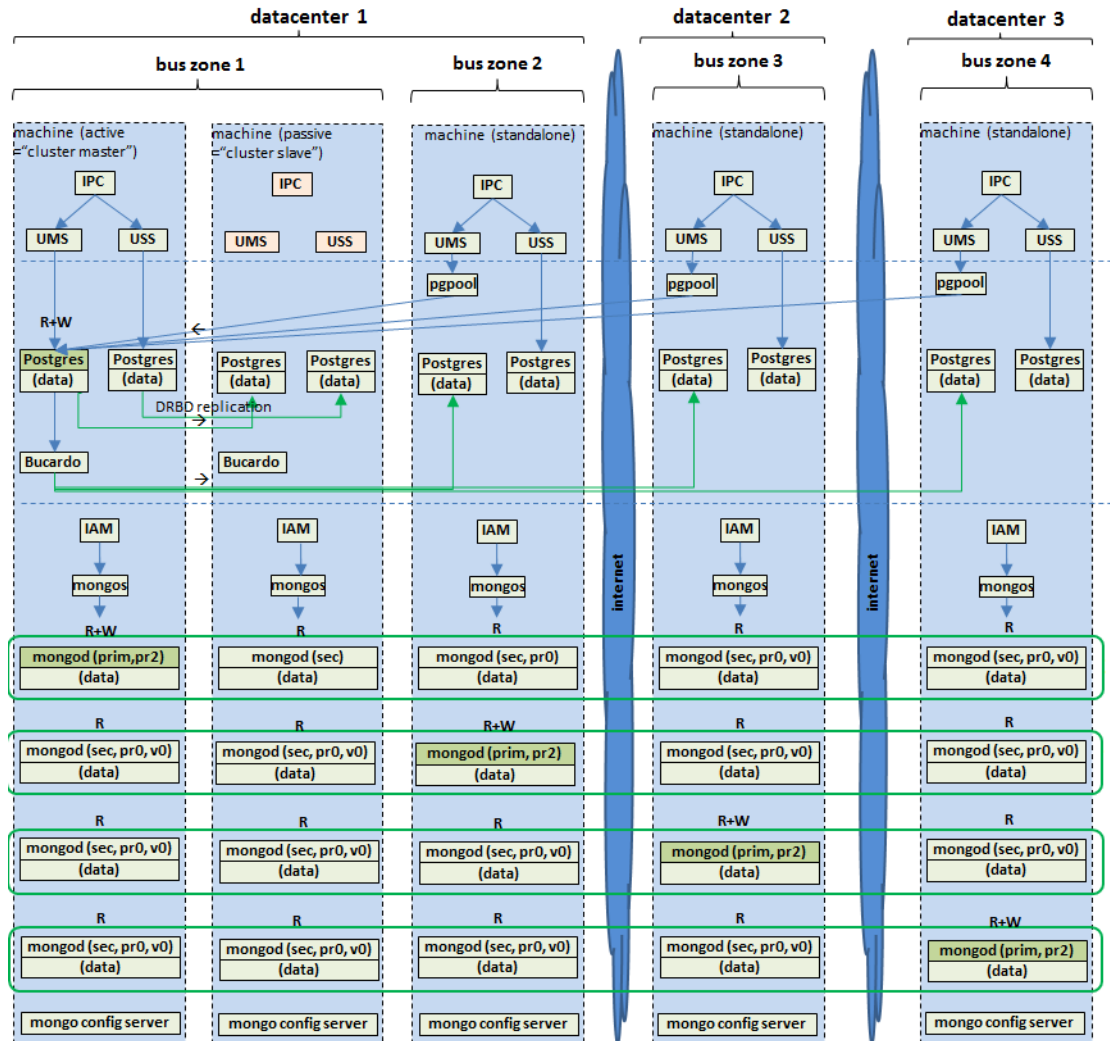 datacenter 1
datacenter 2
datacenter 3
bus zone 1
bus zone 2
bus zone 3
bus zone 4
machine (active
="cluster master")
machine (passive
="cluster slave")
machine (standalone)
machine (standalone)
machine (standalone)
IPC
IPC
IPC
IPC
IPC
UMS
USS
UMS
USS
UMS
USS
UMS
USS
UMS
USS
pgpool
pgpool
pgpool
R+W
←
Postgres
(data)
Postgres
(data)
Postgres
(data)
Postgres
(data)
Postgres
(data)
Postgres
(data)
Postgres
(data)
Postgres
(data)
Postgres
(data)
Postgres
(data)
DRBD replication
→
Bucardo
→
Bucardo
IAM
IAM
IAM
IAM
IAM
mongos
mongos
mongos
mongos
mongos
internet
internet
R+W
R
R
R
R
mongod (prim,pr2)
(data)
mongod (sec)
(data)
mongod (sec, pr0)
(data)
mongod (sec, pr0, v0)
(data)
mongod (sec, pr0, v0)
(data)
R
R
R+W
R
R
mongod (sec, pr0, v0)
(data)
mongod (sec, pr0, v0)
(data)
mongod (prim, pr2)
(data)
mongod (sec, pr0, v0)
(data)
mongod (sec, pr0, v0)
(data)
R
R
R
R+W
R
mongod (sec, pr0, v0)
(data)
mongod (sec, pr0, v0)
(data)
mongod (sec, pr0, v0)
(data)
mongod (prim, pr2)
(data)
mongod (sec, pr0, v0)
(data)
R
R
R
R
R+W
mongod (sec, pr0, v0)
(data)
mongod (sec, pr0, v0)
(data)
mongod (sec, pr0, v0)
(data)
mongod (sec, pr0, v0)
(data)
mongod (prim, pr2)
(data)
mongo config server
mongo config server
mongo config server
mongo config server
mongo config server